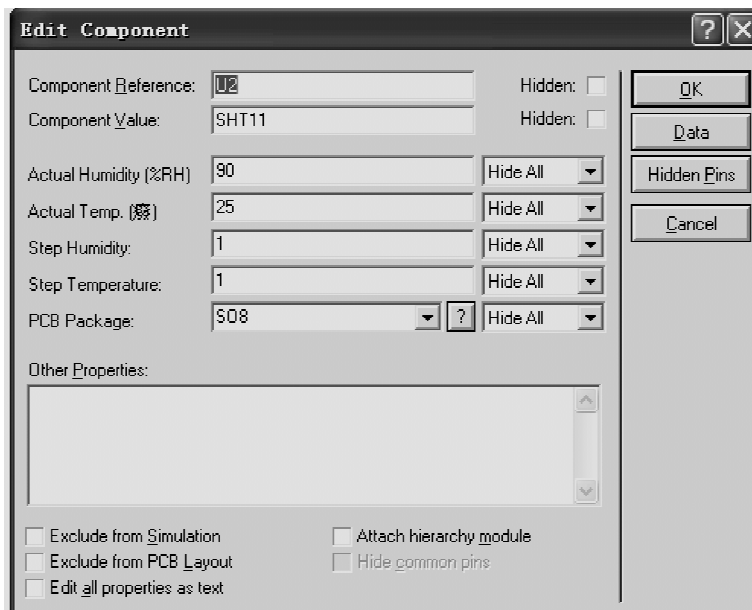 Edit Component
Component Reference: U2 Hidden:
Component Value: SHT11 Hidden:
Actual Humidity (%RH) 90 Hide All
Actual Temp. ( ) 25 Hide All
Step Humidity: 1 Hide All
Step Temperature: 1 Hide All
PCB Package: SO8 ? Hide All
Other Properties:
Exclude from Simulation
Exclude from PCB Layout
Edit all properties as text
Attach hierarchy module
Hide common pins
? X
OK
Data
Hidden Pins
Cancel